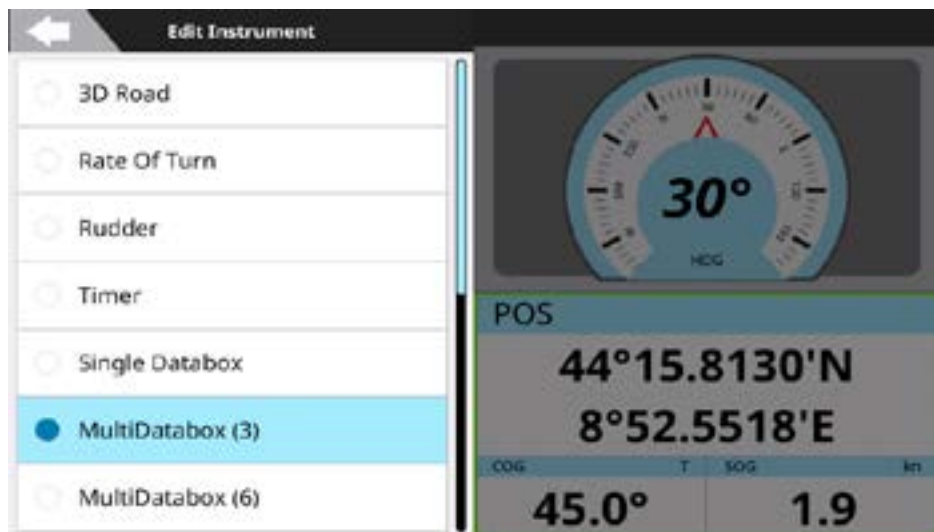 Edit Instrument
3D Road
Rate Of Turn
Rudder
Timer
Single Databox
MultiDatabox (3)
MultiDatabox (6)
30°
HDG
POS
44°15.8130'N
8°52.5518'E
COG T SOG kn
45.0° 1.9